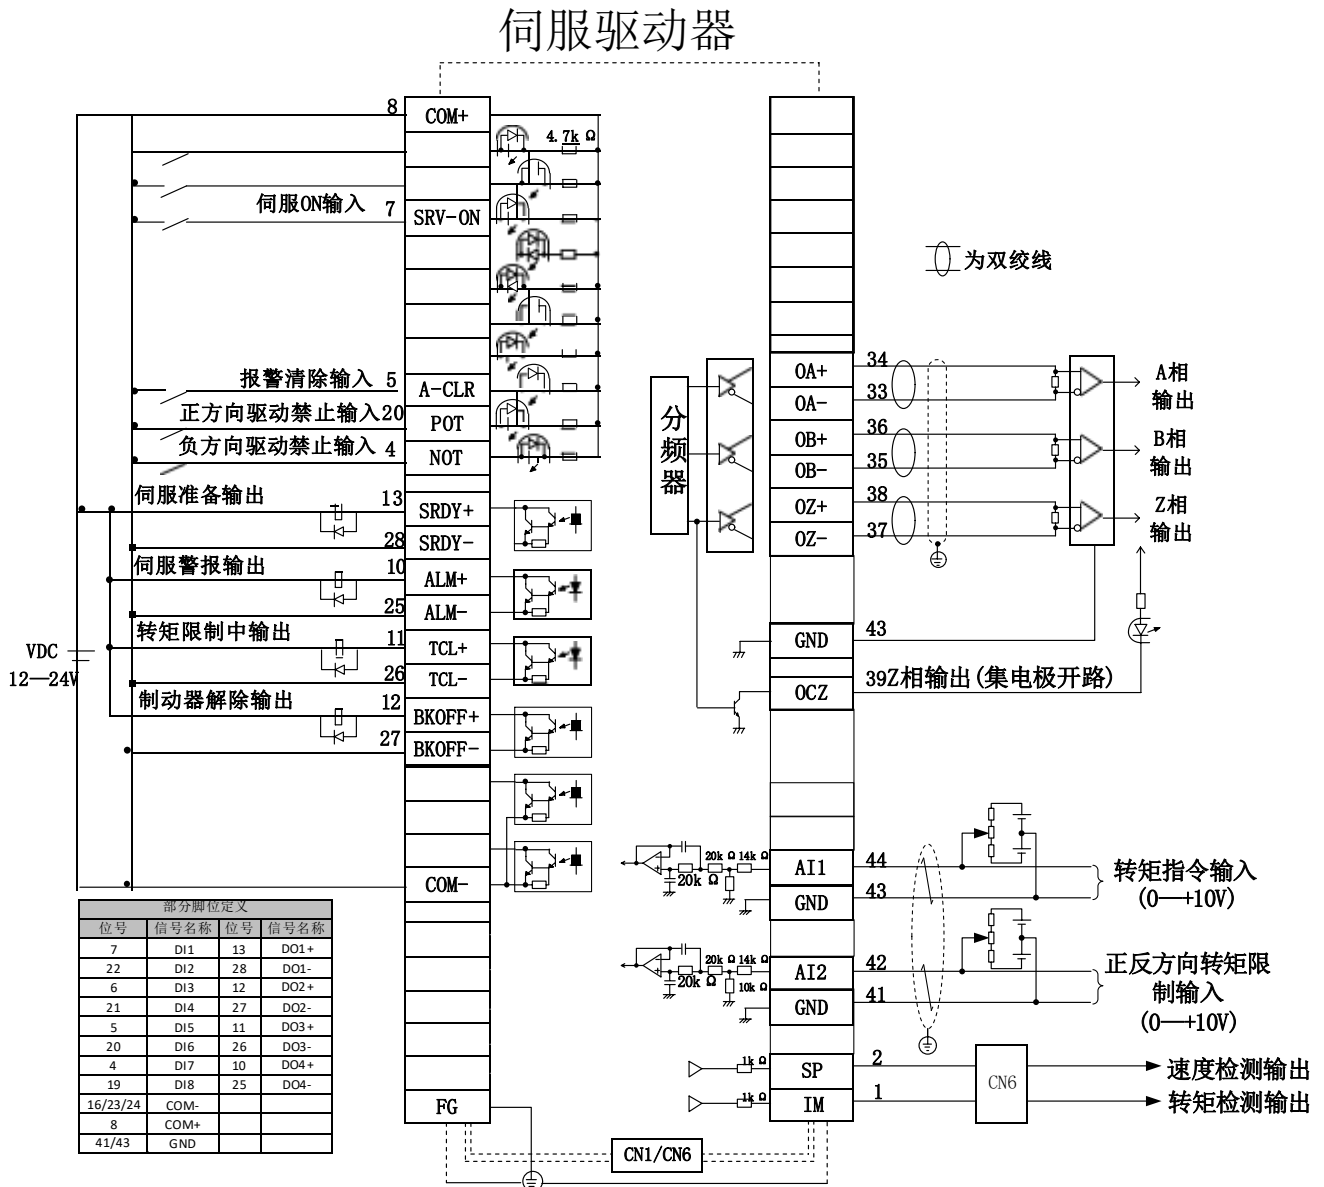 伺服驱动器
8
COM+
4.7k Ω
伺服ON输入 7
SRV-ON
报警清除输入 5
A-CLR
正方向驱动禁止输入20
POT
负方向驱动禁止输入 4
NOT
伺服准备输出
13
SRDY+
28
SRDY-
伺服警报输出
10
ALM+
25
ALM-
转矩限制中输出
11
TCL+
26
TCL-
制动器解除输出
12
BKOFF+
27
BKOFF-
VDC
12—24V
COM-
FG
部分脚位定义
位号 信号名称 位号 信号名称
7 DI1 13 DO1+
22 DI2 28 DO1-
6 DI3 12 DO2+
21 DI4 27 DO2-
5 DI5 11 DO3+
20 DI6 26 DO3-
4 DI7 10 DO4+
19 DI8 25 DO4-
16/23/24 COM-
8 COM+
41/43 GND
为双绞线
分频器
OA+
34
OA-
33
OB+
36
OB-
35
OZ+
38
OZ-
37
A相
输出
B相
输出
Z相
输出
GND
43
OCZ
39Z相输出(集电极开路)
20k Ω 14k Ω
20k Ω
AI1
44
GND
43
转矩指令输入
(0—+10V)
20k Ω 14k Ω
20k Ω
10k Ω
AI2
42
GND
41
正反方向转矩限
制输入
(0—+10V)
1k Ω
SP
2
1k Ω
IM
1
CN6
速度检测输出
转矩检测输出
CN1/CN6